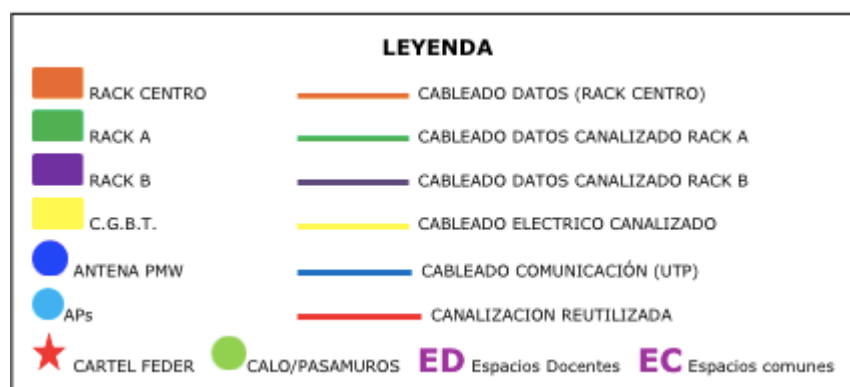 LEYENDA
RACK CENTRO CABLEADO DATOS (RACK CENTRO)
RACK A CABLEADO DATOS CANALIZADO RACK A
RACK B CABLEADO DATOS CANALIZADO RACK B
C.G.B.T. CABLEADO ELECTRICO CANALIZADO
ANTENA PMW CABLEADO COMUNICACIÓN (UTP)
APs CANALIZACION REUTILIZADA
CARTEL FEDER CALO/PASAMUROS ED Espacios Docentes EC Espacios comunes